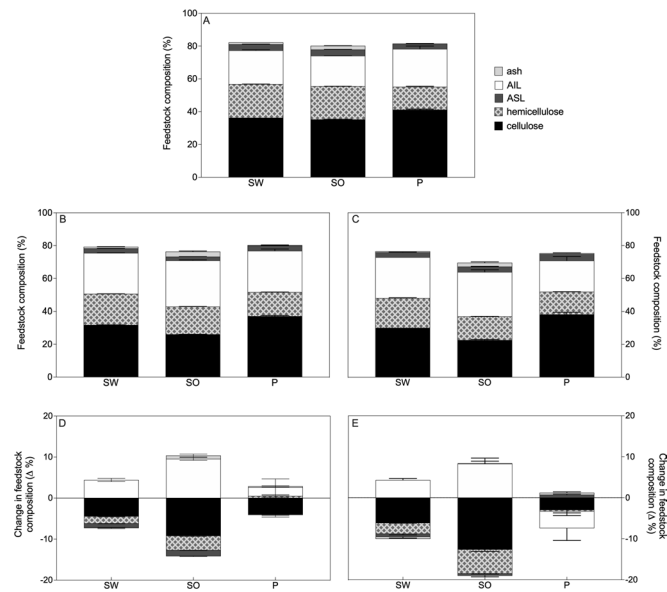 A
100
80
60
40
20
0
Feedstock composition (%)
SW
SO
P
ash
AIL
ASL
hemicellulose
cellulose
B
100
80
60
40
20
0
Feedstock composition (%)
SW
SO
P
C
100
80
60
40
20
0
Feedstock composition (%)
SW
SO
P
D
20
10
0
-10
-20
Change in feedstock
composition (Δ %)
SW
SO
P
E
20
10
0
-10
-20
Change in feedstock
composition (Δ %)
SW
SO
P